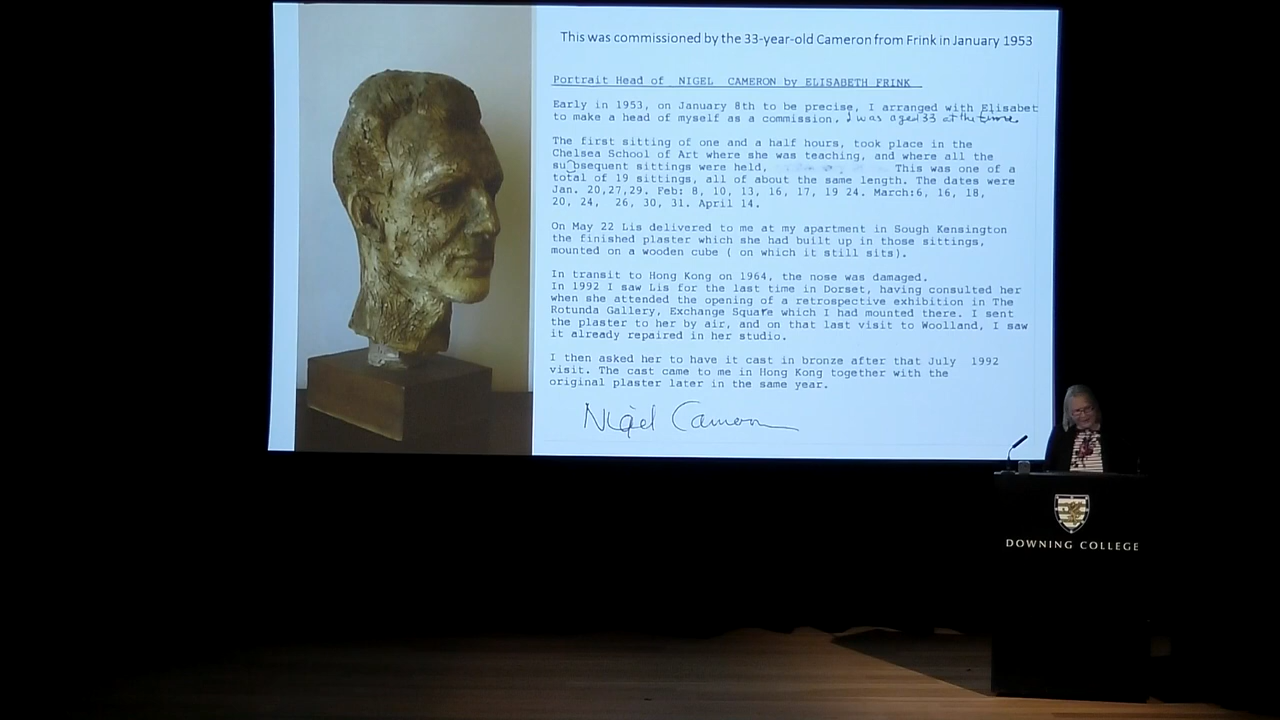 This was commissioned by the 33-year-old Cameron from Frink in January 1953
Portrait Head of NIGEL CAMERON by ELISABETH FRINK
Early in 1953, on January 8th to be precise, I arranged with Elisabet
to make a head of myself as a commission. I was aged 33 at the time.
The first sitting of one and a half hours, took place in the
Chelsea School of Art where she was teaching, and where all the
subsequent sittings were held, This was one of a
total of 19 sittings, all of about the same length. The dates were
Jan. 20,27,29. Feb: 8, 10, 13, 16, 17, 19 24. March:6, 16, 18,
20, 24, 26, 30, 31. April 14.
On May 22 Lis delivered to me at my apartment in Sough Kensington
the finished plaster which she had built up in those sittings,
mounted on a wooden cube ( on which it still sits).
In transit to Hong Kong on 1964, the nose was damaged.
In 1992 I saw Lis for the last time in Dorset, having consulted her
when she attended the opening of a retrospective exhibition in The
Rotunda Gallery, Exchange Square which I had mounted there. I sent
the plaster to her by air, and on that last visit to Woolland, I saw
it already repaired in her studio.
I then asked her to have it cast in bronze after that July 1992
visit. The cast came to me in Hong Kong together with the
original plaster later in the same year.
Nigel Cameron
DOWNING COLLEGE